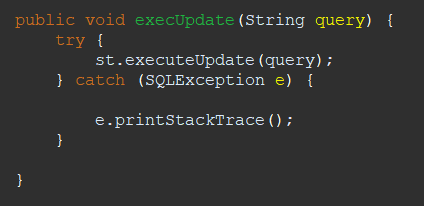 public void execUpdate(String query) {
    try {
        st.executeUpdate(query);
    } catch (SQLException e) {

        e.printStackTrace();
    }

}